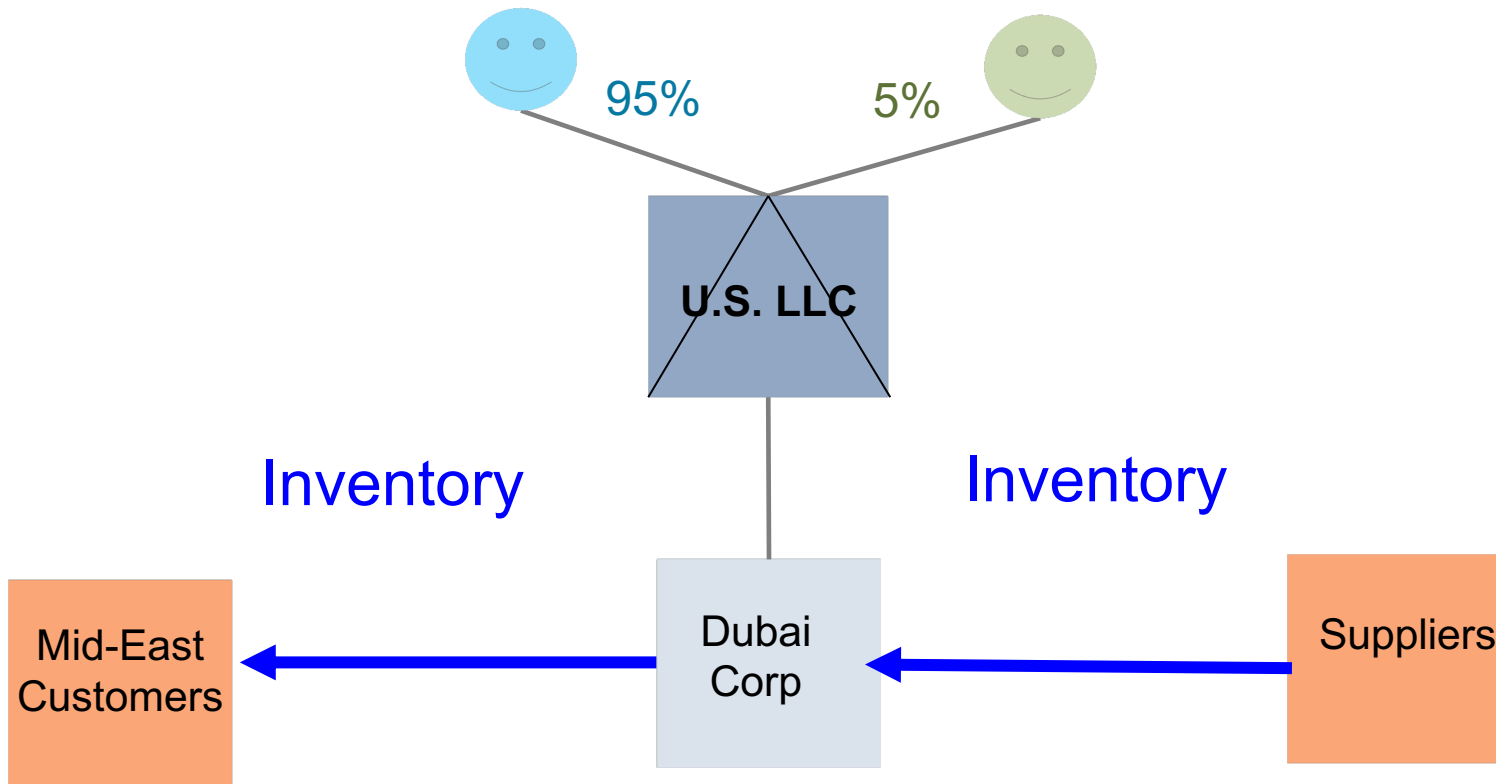 95%
5%
U.S. LLC
Inventory
Inventory
Mid-East
Customers
Dubai
Corp
Suppliers